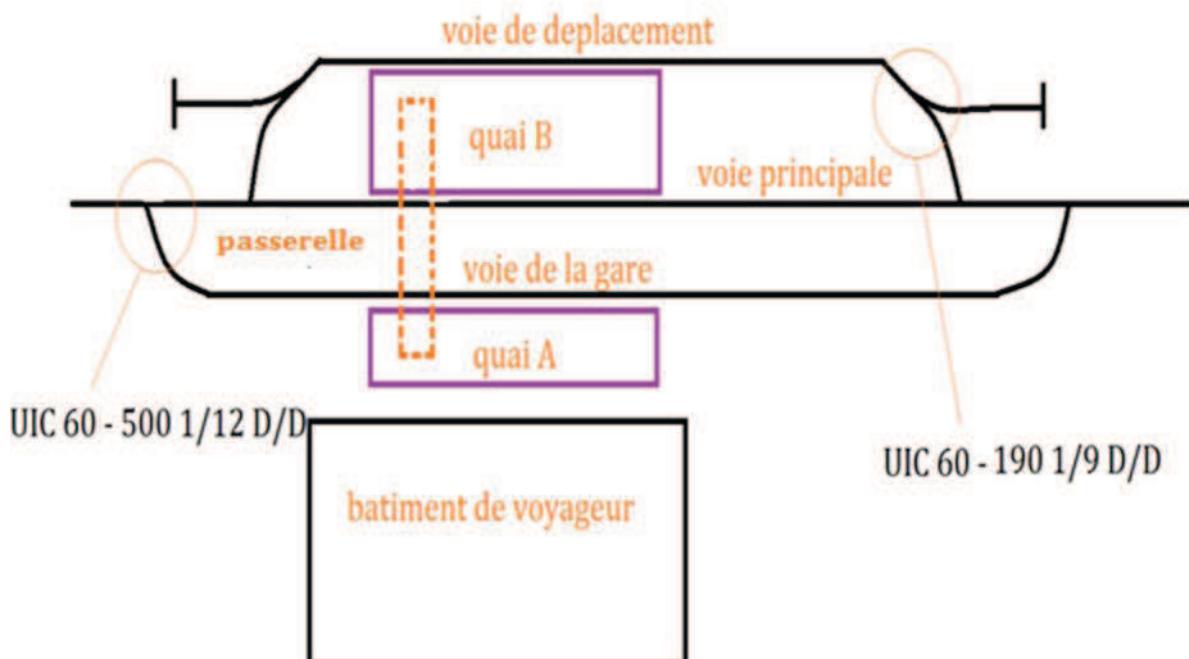 voie de deplacement
quai B
voie principale
passerelle
voie de la gare
quai A
UIC 60 - 500 1/12 D/D
UIC 60 - 190 1/9 D/D
batiment de voyageur